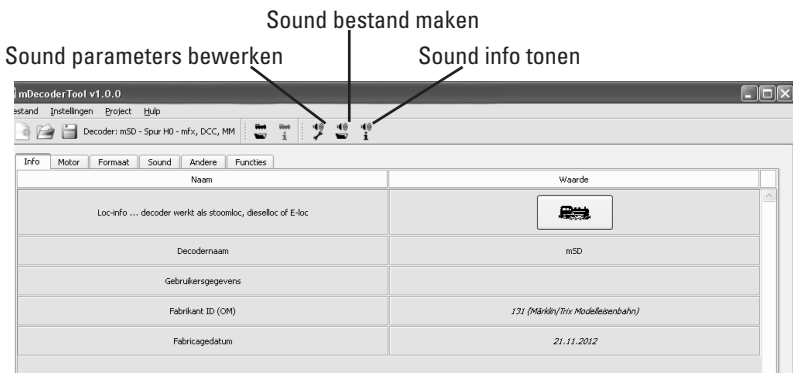 Sound bestand maken
Sound parameters bewerken
Sound info tonen
mDecoderTool v1.0.0
estand Instellingen Project Hulp
Decoder: mSD - Spur H0 - mfx, DCC, MM
Info Motor Formaat Sound Andere Functies
Naam Waarde
Loc-info ... decoder werkt als stoomloc, dieselloc of E-loc
Decodernaam mSD
Gebruikersgegevens
Fabrikant ID (OM) 131 (Märklin/Trix Modelleisenbahn)
Fabricagedatum 21.11.2012